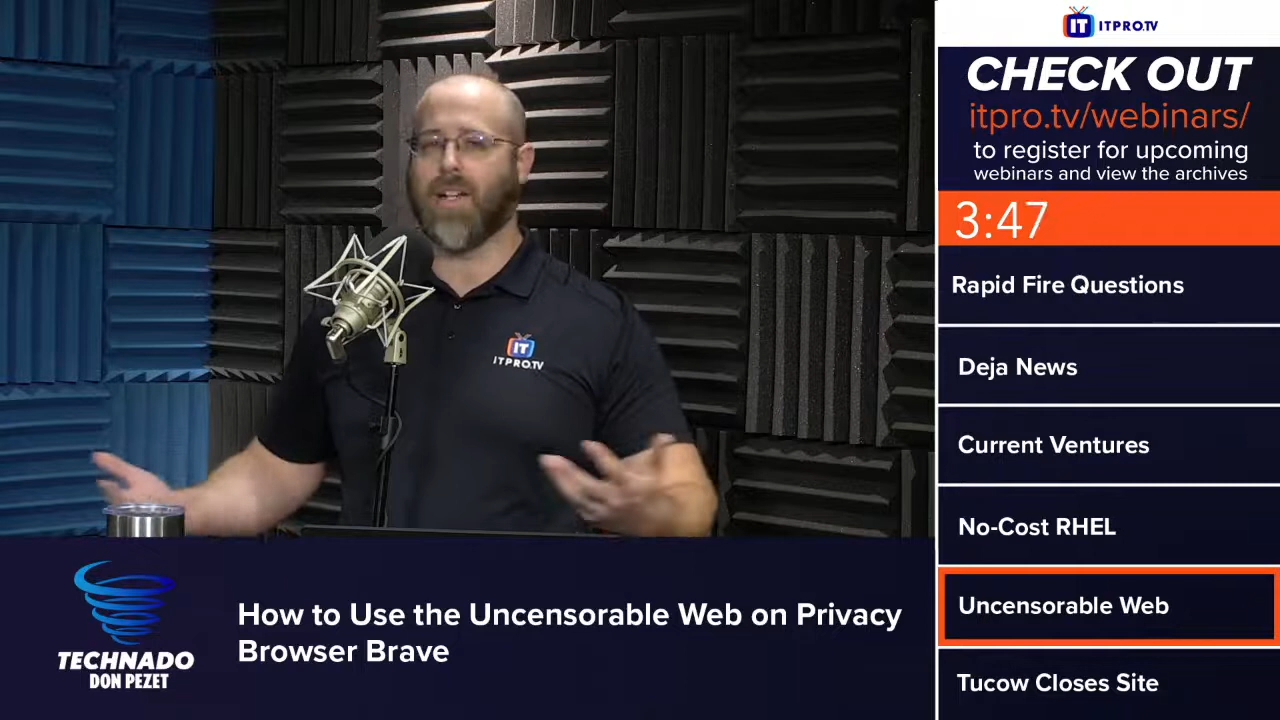 IT
ITPRO.TV
CHECK OUT
itpro.tv/webinars/
to register for upcoming
webinars and view the archives
3:47
Rapid Fire Questions
Deja News
Current Ventures
No-Cost RHEL
Uncensorable Web
Tucow Closes Site
IT
ITPRO.TV
TECHNADO
DON PEZET
How to Use the Uncensorable Web on Privacy
Browser Brave